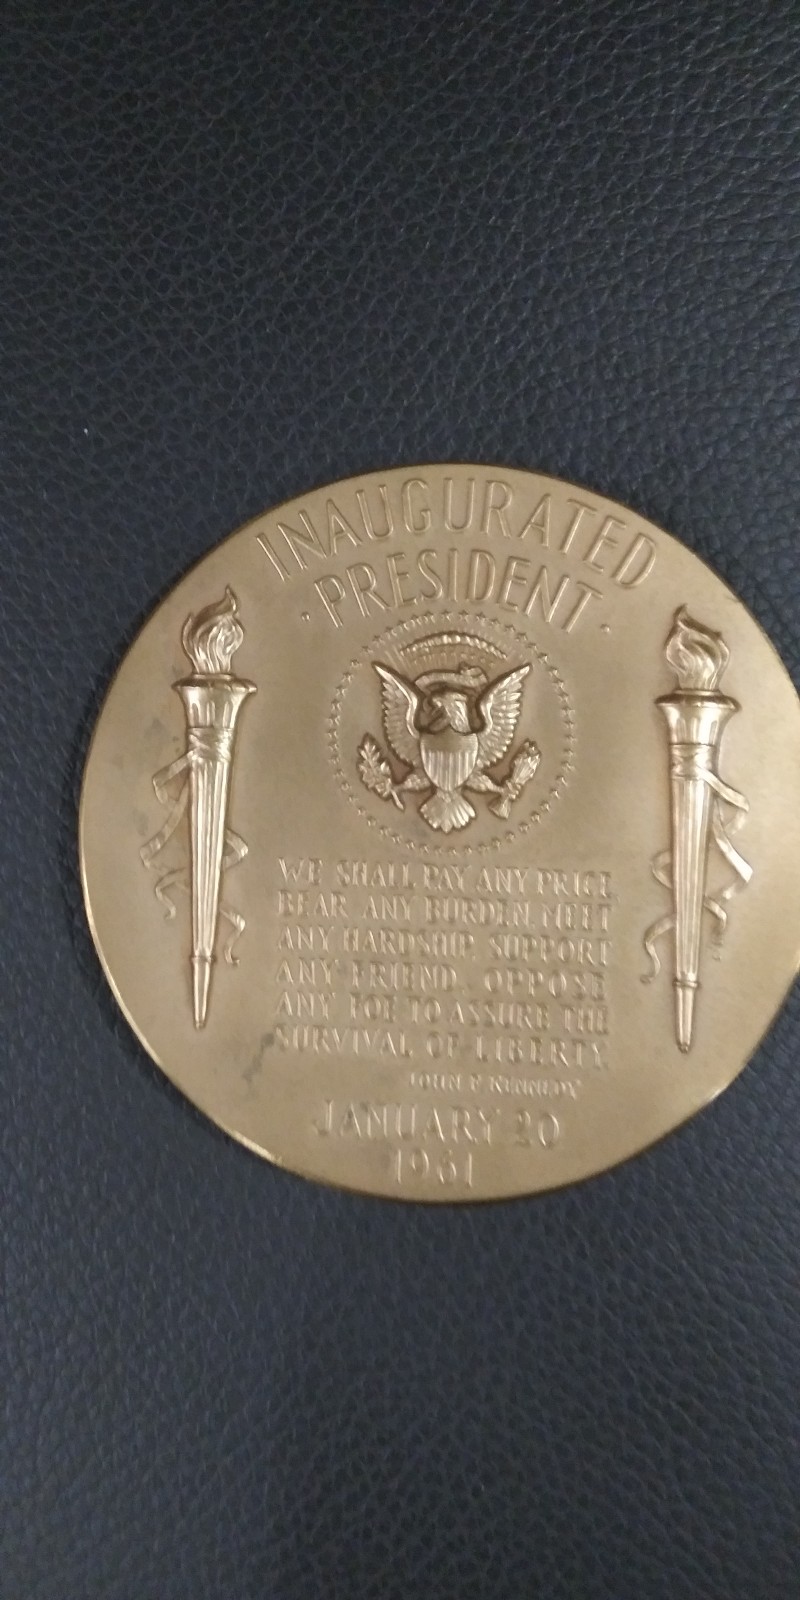 INAUGURATED
·PRESIDENT·
WE SHALL PAY ANY PRICE
BEAR ANY BURDEN, MEET
ANY HARDSHIP, SUPPORT
ANY FRIEND, OPPOSE
ANY FOE TO ASSURE THE
SURVIVAL OF LIBERTY
JOHN F KENNEDY
JANUARY 20
1961